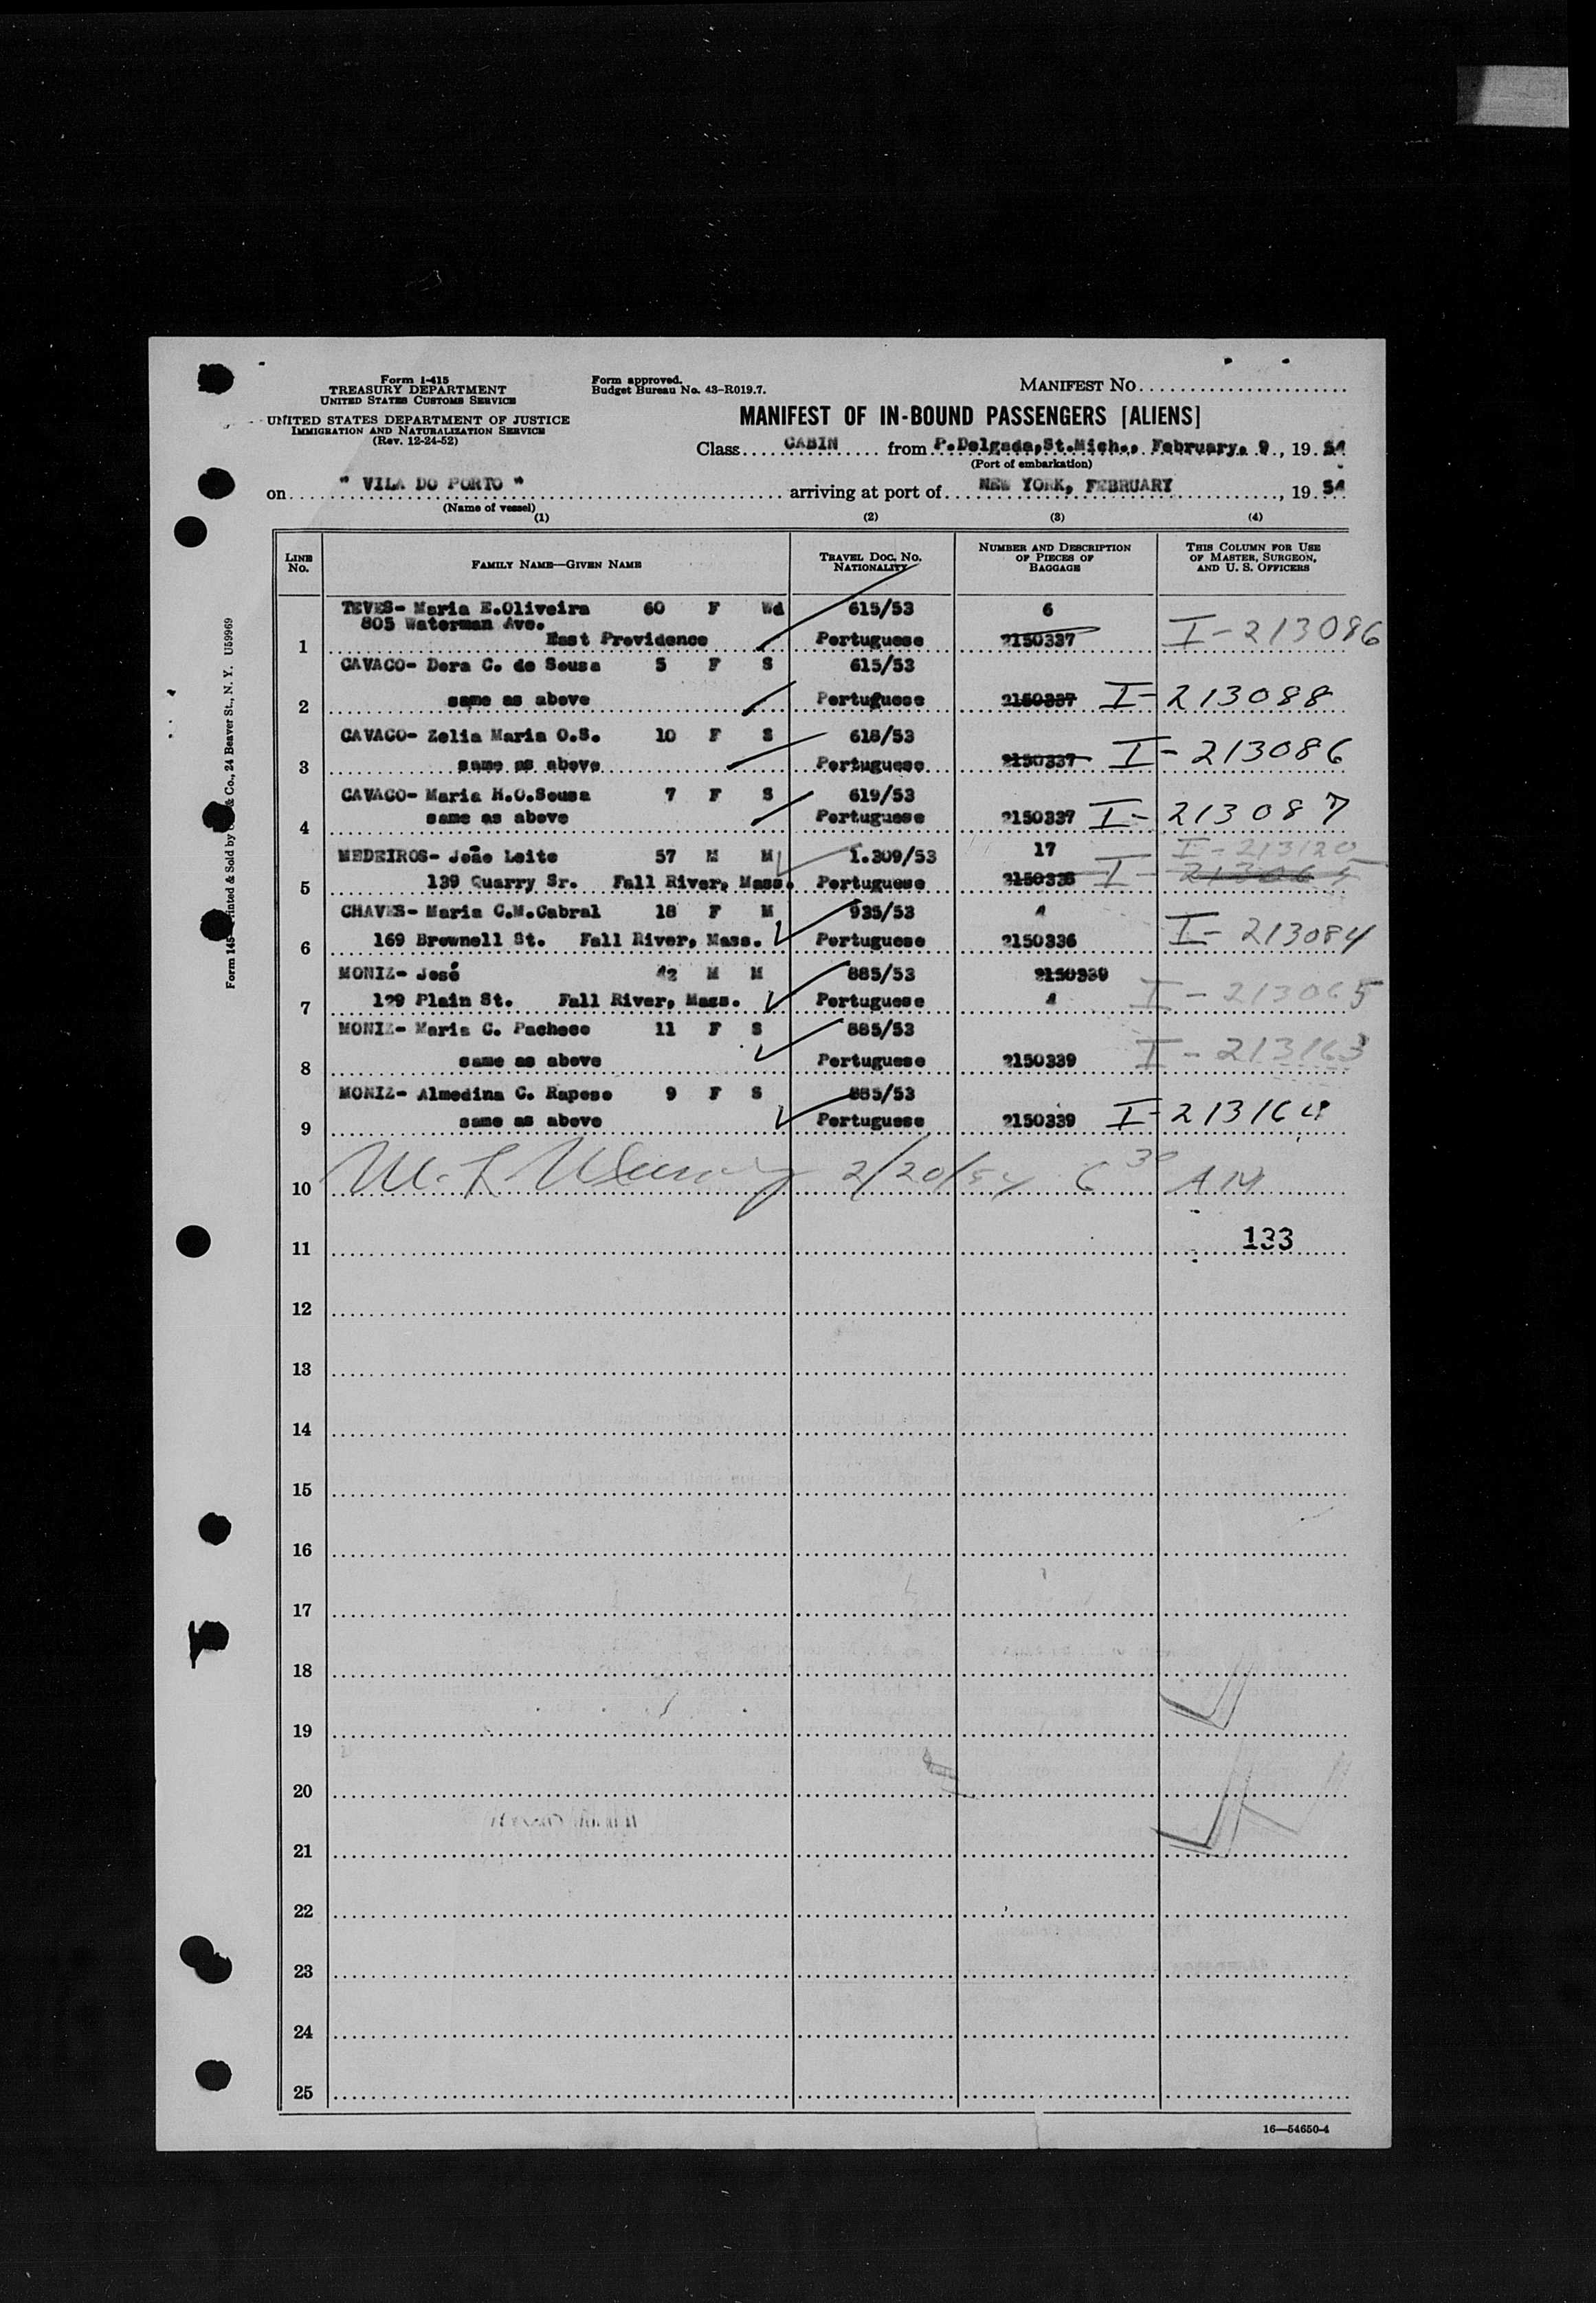 Form I-415
TREASURY DEPARTMENT
UNITED STATES CUSTOMS SERVICE
UNITED STATES DEPARTMENT OF JUSTICE
IMMIGRATION AND NATURALIZATION SERVICE
(Rev. 12-24-52)
Form approved.
Budget Bureau No. 43-R019.7.
MANIFEST NO.
MANIFEST OF IN-BOUND PASSENGERS [ALIENS]
Class CABIN from P.Delgada,St.Mich., February. 9, 19 54
(Port of embarkation)
on " VILA DO PORTO " arriving at port of NEW YORK, FEBRUARY, 19 54
(Name of vessel)
(1) (2) (3) (4)
LINE NO. FAMILY NAME—GIVEN NAME TRAVEL DOC. NO. NATIONALITY NUMBER AND DESCRIPTION OF PIECES OF BAGGAGE THIS COLUMN FOR USE OF MASTER, SURGEON, AND U. S. OFFICERS
TEVES- Maria E.Oliveira 60 F Wd 615/53 6
805 Waterman Ave.
1 East Providence Portuguese 2150337 I-213086
CAVACO- Dora C. de Sousa 5 F S 615/53
2 same as above Portuguese 2150337 I-213088
CAVACO- Zelia Maria O.S. 10 F S 618/53
3 same as above Portuguese 2150337 I-213086
CAVACO- Maria H.O.Sousa 7 F S 619/53
4 same as above Portuguese 2150337 I-213087
MEDEIROS- João Leite 57 M M 1.309/53 17 I-213120
5 139 Quarry Sr. Fall River, Mass. Portuguese 2150338 I-
CHAVES- Maria C.M.Cabral 18 F M 935/53 4
6 169 Brownell St. Fall River, Mass. Portuguese 2150336 I-213084
MONIZ- José 42 M M 885/53 2150339
7 129 Plain St. Fall River, Mass. Portuguese 4 I-213065
MONIZ- Maria C. Pacheco 11 F S 885/53
8 same as above Portuguese 2150339 I-213163
MONIZ- Almedina C. Rapose 9 F S 885/53
9 same as above Portuguese 2150339 I-213164
10 2/20/54 6 30 AM
11 133
12
13
14
15
16
17
18
19
20
21
22
23
24
25
16—54650-4
24 Beaver St., N. Y. U59969